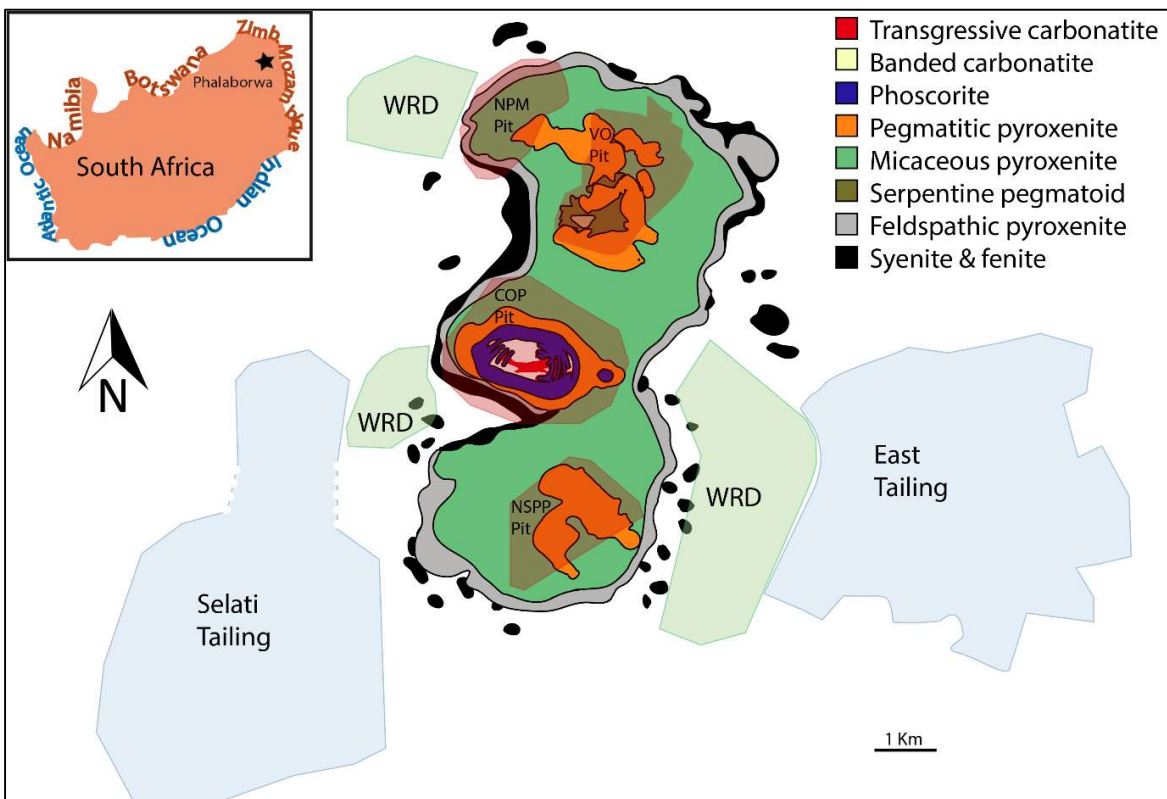 Zimb
Mozambique
Botswana
Phalaborwa
Namibia
South Africa
Atlantic Ocean
Indian
Ocean
N
WRD
NPM
Pit
VO
Pit
COP
Pit
WRD
NSPP
Pit
WRD
East
Tailing
Selati
Tailing
1 Km
Transgressive carbonatite
Banded carbonatite
Phoscorite
Pegmatitic pyroxenite
Micaceous pyroxenite
Serpentine pegmatoid
Feldspathic pyroxenite
Syenite & fenite